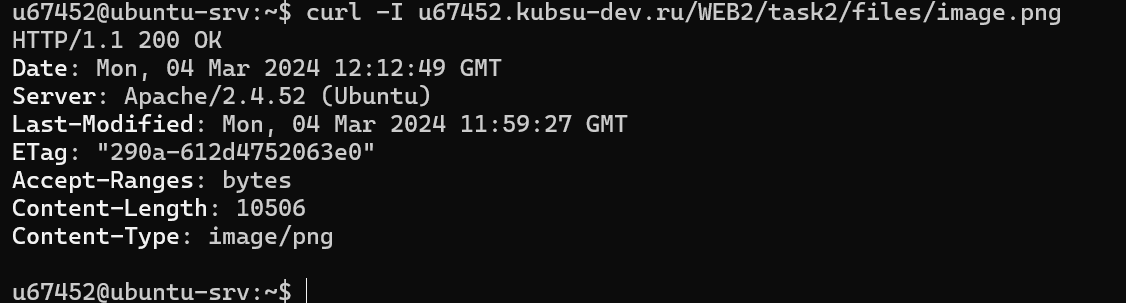 u67452@ubuntu-srv:~$ curl -I u67452.kubsu-dev.ru/WEB2/task2/files/image.png
HTTP/1.1 200 OK
Date: Mon, 04 Mar 2024 12:12:49 GMT
Server: Apache/2.4.52 (Ubuntu)
Last-Modified: Mon, 04 Mar 2024 11:59:27 GMT
ETag: "290a-612d4752063e0"
Accept-Ranges: bytes
Content-Length: 10506
Content-Type: image/png
u67452@ubuntu-srv:~$